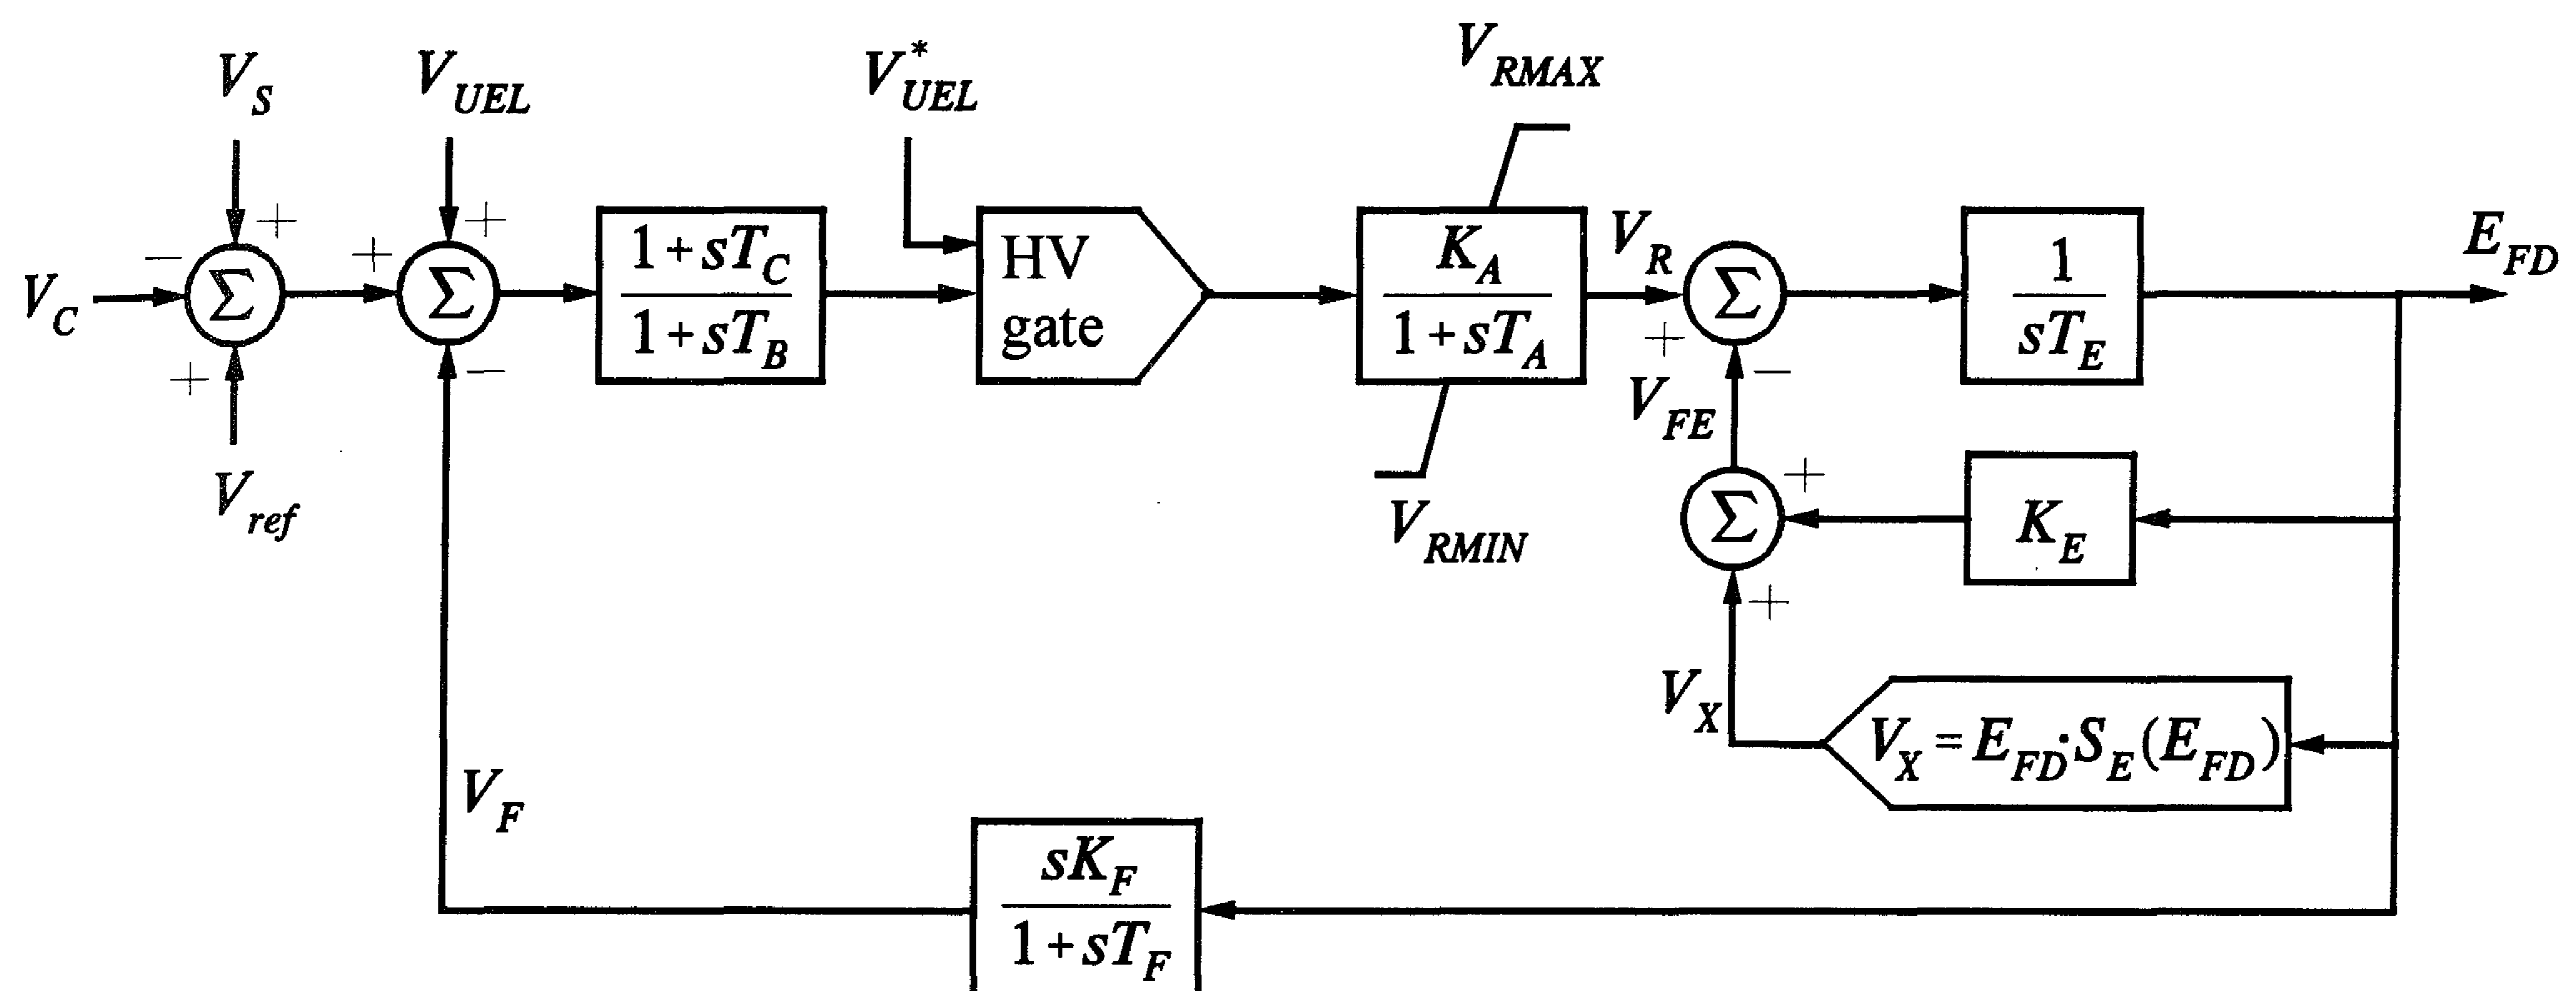 V_S
V_UEL
V*_UEL
V_RMAX
+
+
−
+
Σ
V_C
+
V_ref
Σ
−
1+sT_C
1+sT_B
HV
gate
K_A
1+sT_A
V_RMIN
V_R
+
Σ
−
V_FE
1
sT_E
E_FD
Σ
+
+
K_E
V_X
V_X = E_FD·S_E(E_FD)
V_F
sK_F
1+sT_F